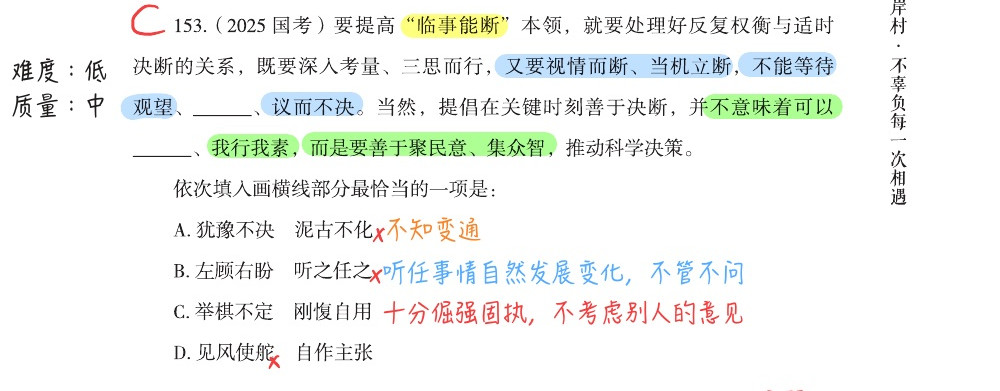 C 153.（2025 国考）要提高“临事能断”本领，就要处理好反复权衡与适时
难度：低
决断的关系，既要深入考量、三思而行，又要视情而断、当机立断，不能等待
质量：中
观望、______、议而不决。当然，提倡在关键时刻善于决断，并不意味着可以
______、我行我素，而是要善于聚民意、集众智，推动科学决策。
依次填入画横线部分最恰当的一项是：
A. 犹豫不决 泥古不化 x 不知变通
B. 左顾右盼 听之任之 x 听任事情自然发展变化，不管不问
C. 举棋不定 刚愎自用 十分倔强固执，不考虑别人的意见
D. 见风使舵 x 自作主张
岸村·不辜负每一次相遇